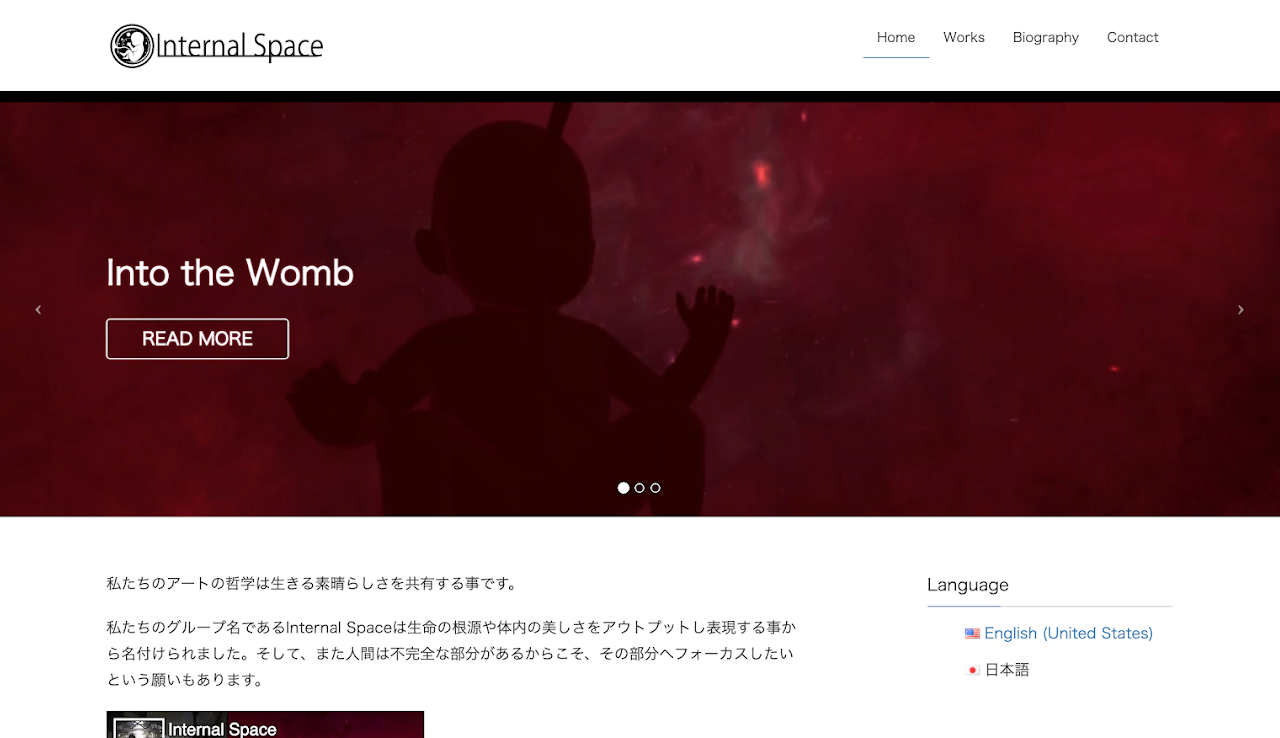 Internal Space
Home
Works
Biography
Contact
Into the Womb
READ MORE
私たちのアートの哲学は生きる素晴らしさを共有する事です。
私たちのグループ名であるInternal Spaceは生命の根源や体内の美しさをアウトプットし表現する事か
ら名付けられました。そして、また人間は不完全な部分があるからこそ、その部分へフォーカスしたい
という願いもあります。
Internal Space
Language
English (United States)
日本語